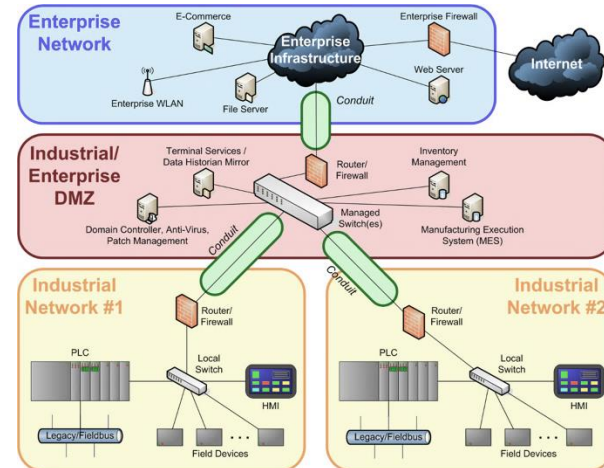 Enterprise
Network
E-Commerce
Enterprise
Infrastructure
Enterprise Firewall
Internet
Enterprise WLAN
File Server
Web Server
Conduit
Industrial/
Enterprise
DMZ
Terminal Services /
Data Historian Mirror
Router/
Firewall
Inventory
Management
Domain Controller, Anti-Virus,
Patch Management
Managed
Switch(es)
Manufacturing Execution
System (MES)
Conduit
Conduit
Industrial
Network #1
Router/
Firewall
PLC
Local
Switch
HMI
Legacy/Fieldbus
Field Devices
Industrial
Network #2
Router/
Firewall
PLC
Local
Switch
HMI
Legacy/Fieldbus
Field Devices